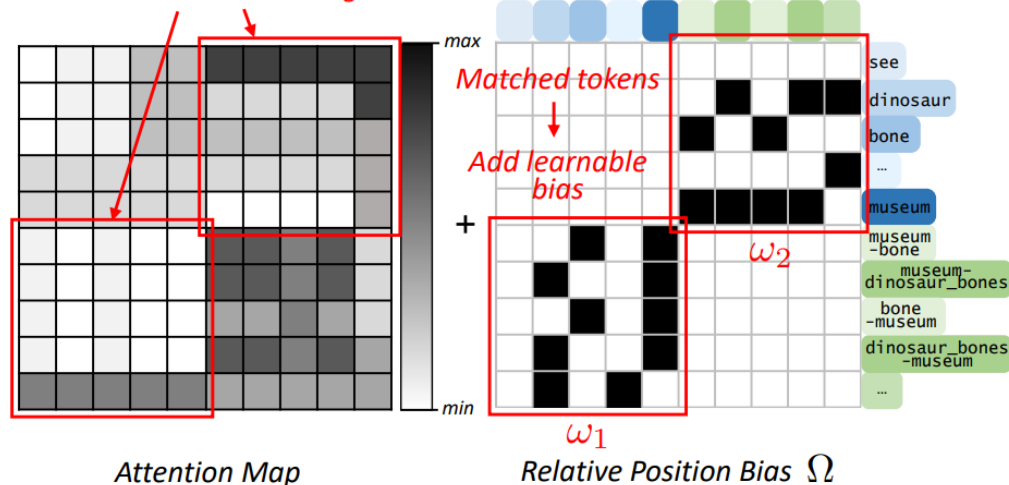 max
min
Attention Map
+
Matched tokens
Add learnable
bias
ω2
ω1
see
dinosaur
bone
...
museum
museum
-bone
museum-
dinosaur_bones
bone
-museum
dinosaur_bones
-museum
...
Relative Position Bias Ω